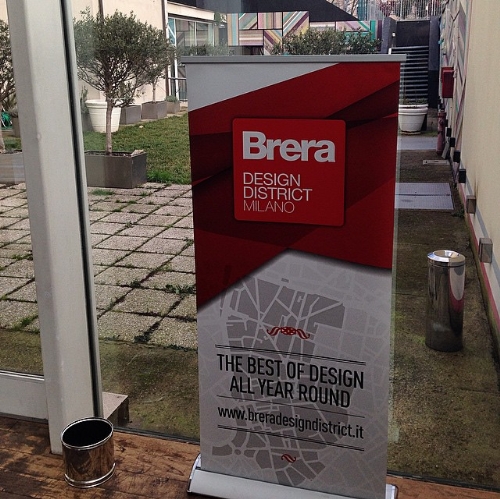 Brera
DESIGN
DISTRICT
MILANO
THE BEST OF DESIGN
ALL YEAR ROUND
www.breradesigndistrict.it